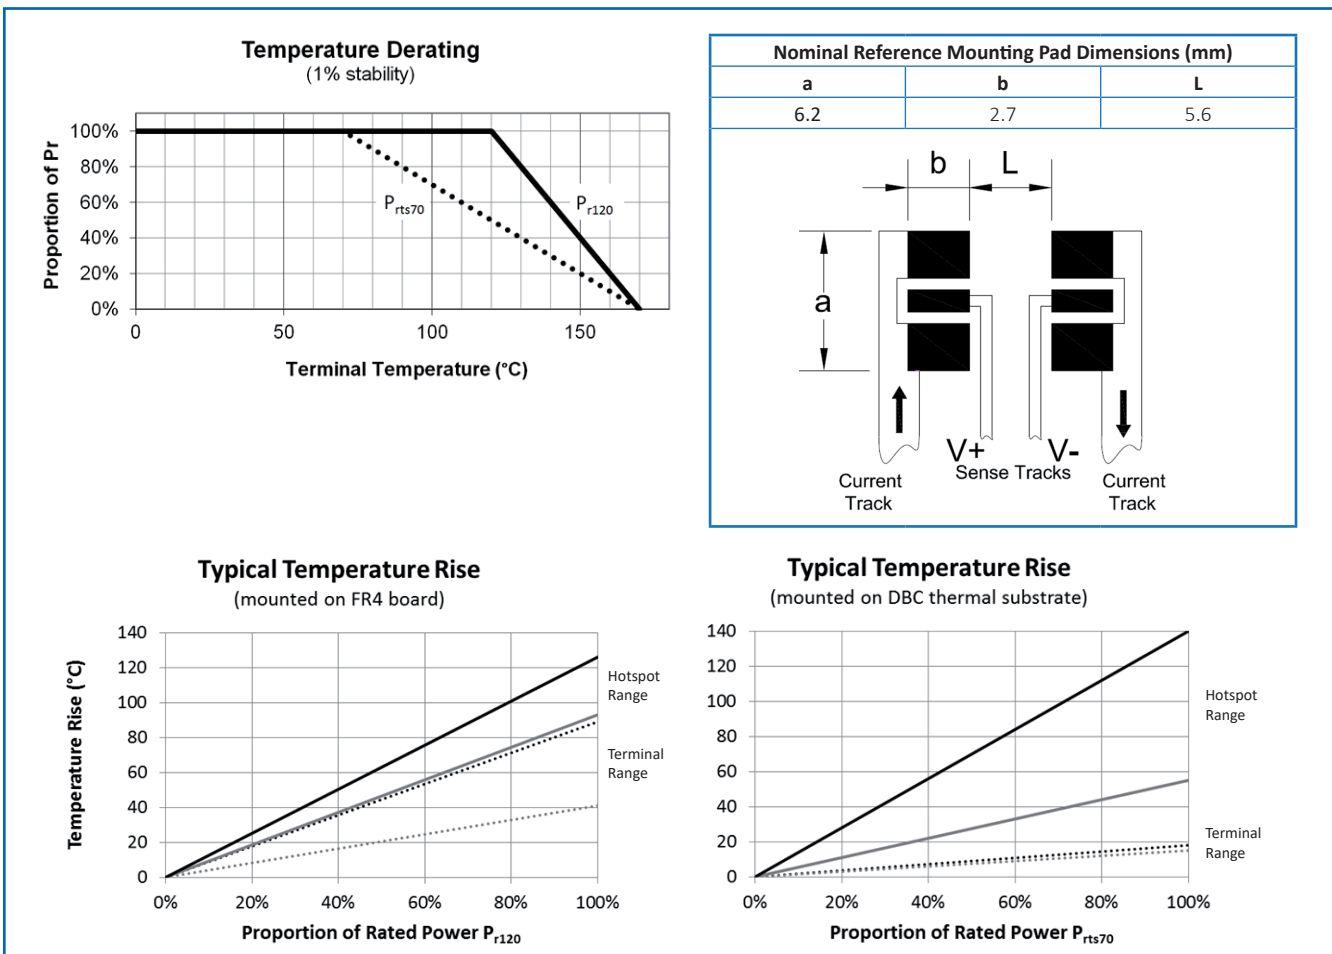 Temperature Derating
(1% stability)
Proportion of Pr
100%
80%
60%
40%
20%
0%
Prts70
Pr120
0 50 100 150
Terminal Temperature (°C)
Nominal Reference Mounting Pad Dimensions (mm)
a b L
6.2 2.7 5.6
b L
a
V+ V-
Sense Tracks
Current
Track
Current
Track
Typical Temperature Rise
(mounted on FR4 board)
Temperature Rise (°C)
140
120
100
80
60
40
20
0
Hotspot
Range
Terminal
Range
0% 20% 40% 60% 80% 100%
Proportion of Rated Power Pr120
Typical Temperature Rise
(mounted on DBC thermal substrate)
140
120
100
80
60
40
20
0
Hotspot
Range
Terminal
Range
0% 20% 40% 60% 80% 100%
Proportion of Rated Power Prts70